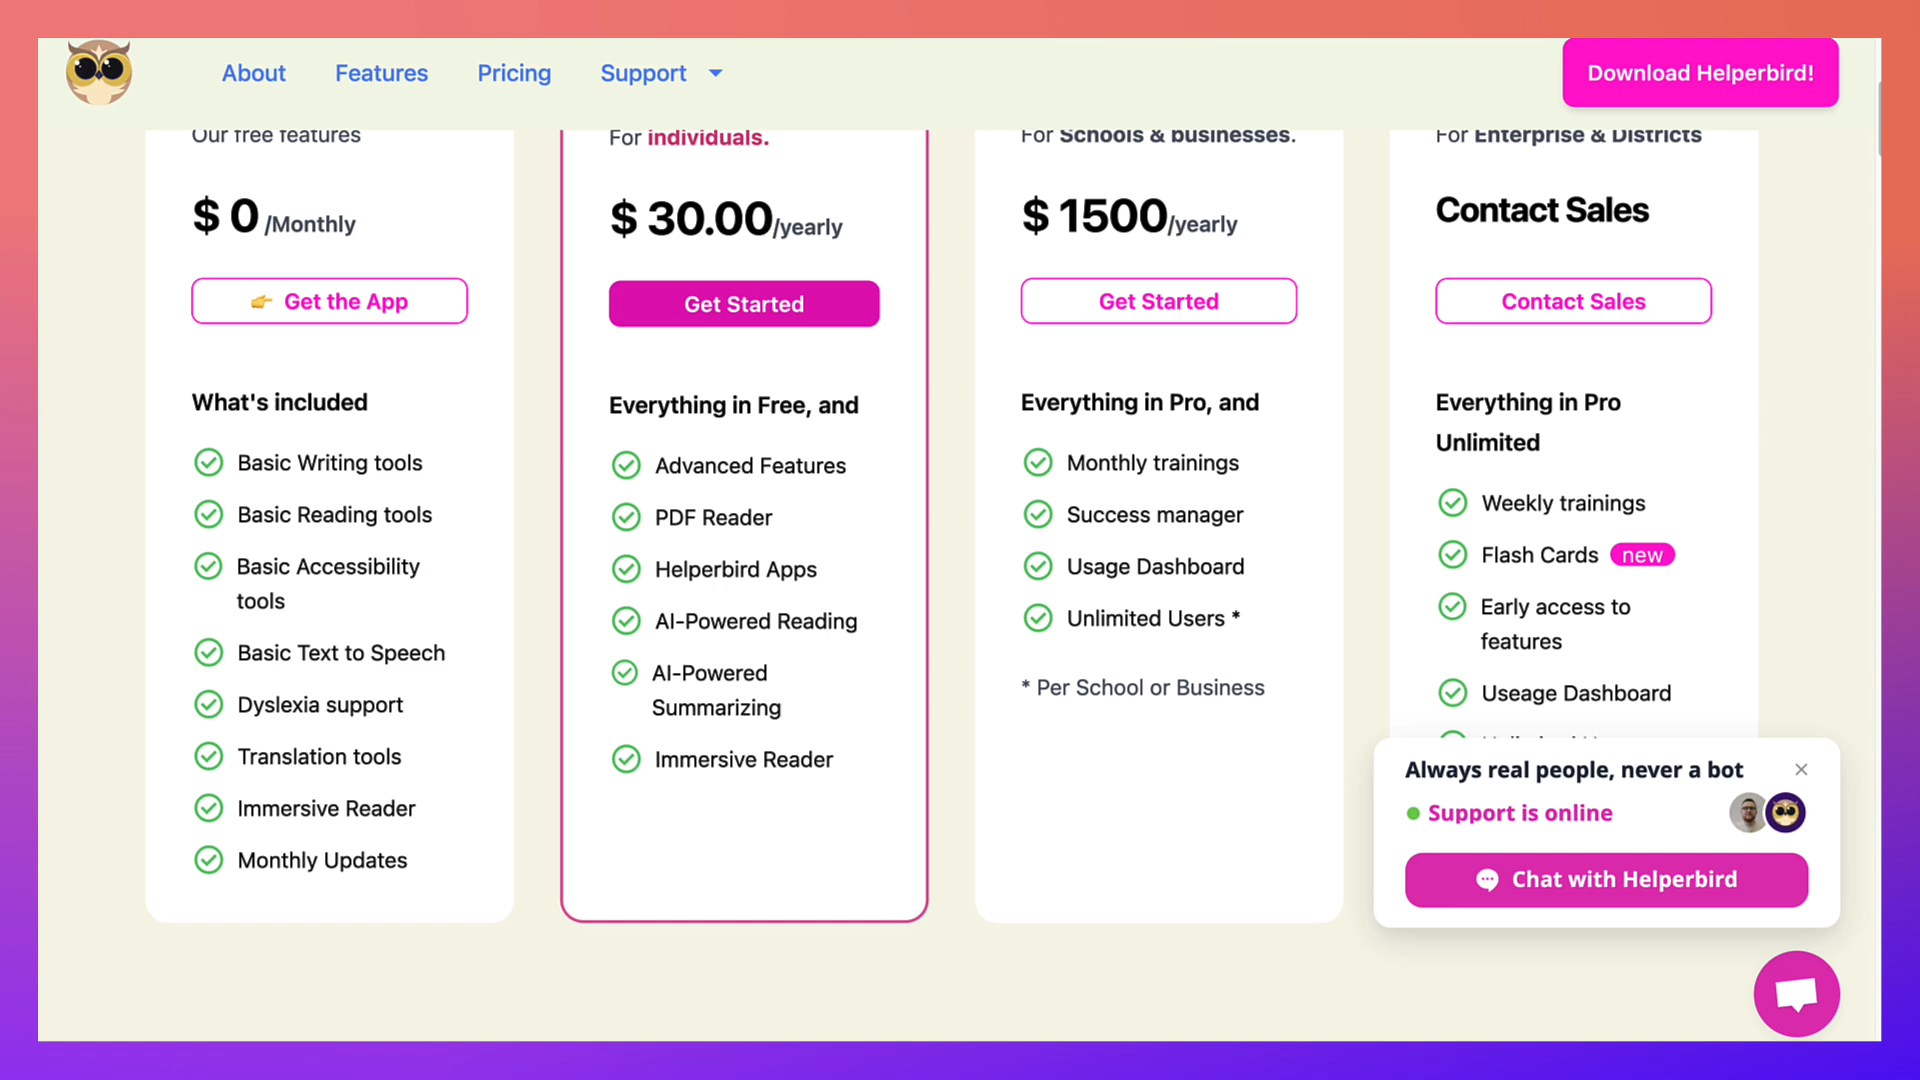 About
Features
Pricing
Support
Download Helperbird!
Our free features
$ 0 /Monthly
👉 Get the App
What's included
Basic Writing tools
Basic Reading tools
Basic Accessibility
tools
Basic Text to Speech
Dyslexia support
Translation tools
Immersive Reader
Monthly Updates
For individuals.
$ 30.00/yearly
Get Started
Everything in Free, and
Advanced Features
PDF Reader
Helperbird Apps
AI-Powered Reading
AI-Powered
Summarizing
Immersive Reader
For Schools & businesses.
$ 1500/yearly
Get Started
Everything in Pro, and
Monthly trainings
Success manager
Usage Dashboard
Unlimited Users *
* Per School or Business
For Enterprise & Districts
Contact Sales
Contact Sales
Everything in Pro
Unlimited
Weekly trainings
Flash Cards new
Early access to
features
Useage Dashboard
Always real people, never a bot
Support is online
Chat with Helperbird